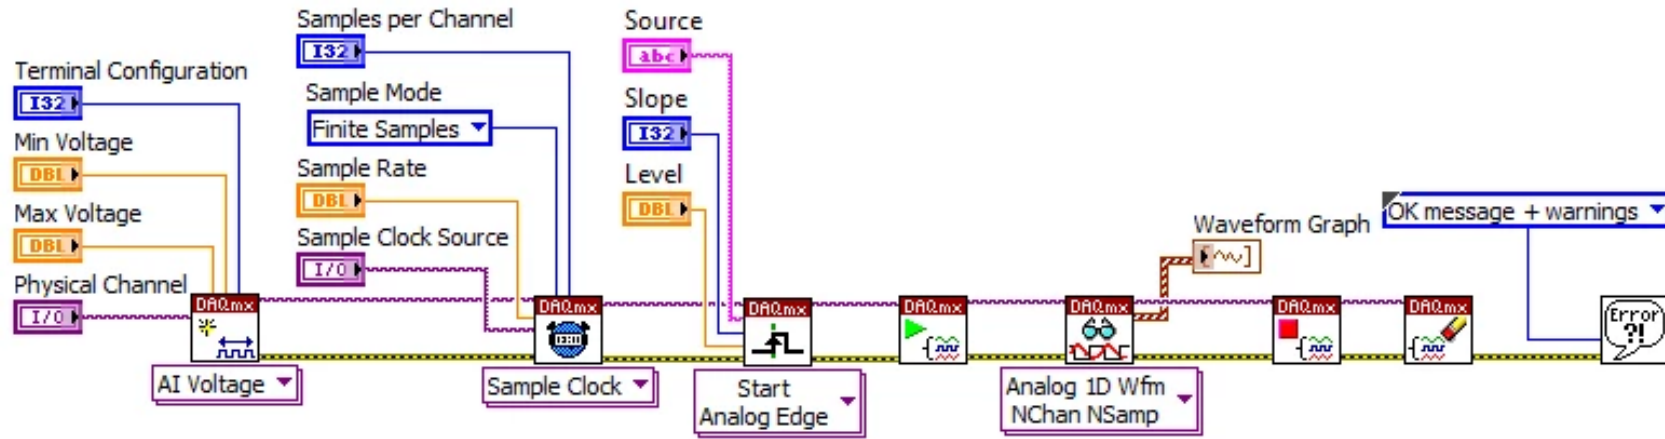 Samples per Channel
I32
Source
abc
Terminal Configuration
I32
Sample Mode
Finite Samples
Slope
I32
Min Voltage
DBL
Sample Rate
DBL
Level
DBL
Max Voltage
DBL
Sample Clock Source
I/O
Waveform Graph
OK message + warnings
Physical Channel
I/O
DAQmx
DAQmx
DAQmx
DAQmx
DAQmx
DAQmx
DAQmx
Error
?!
AI Voltage
Sample Clock
Start
Analog Edge
Analog 1D Wfm
NChan NSamp